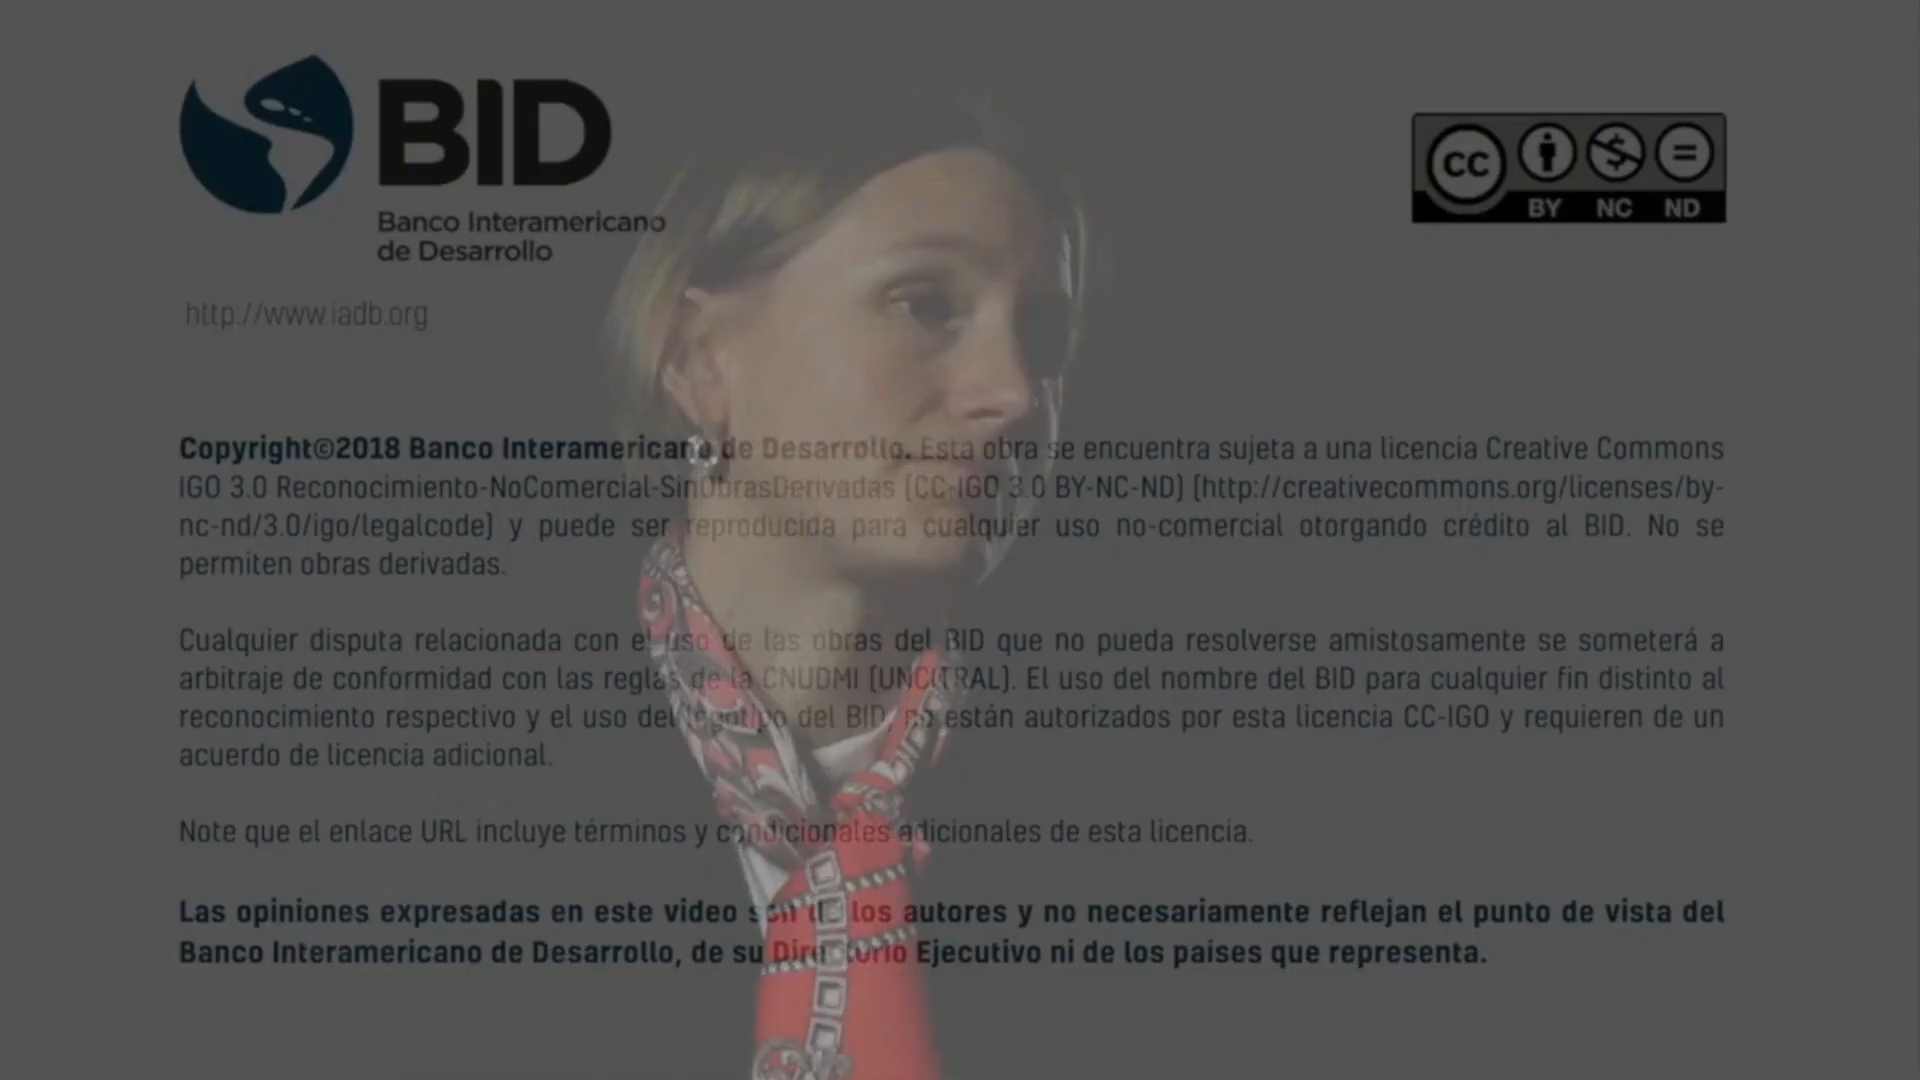 BID
Banco Interamericano
de Desarrollo
cc
BY NC ND
http://www.iadb.org
Copyright©2018 Banco Interamericano de Desarrollo. Esta obra se encuentra sujeta a una licencia Creative Commons
IGO 3.0 Reconocimiento-NoComercial-SinObrasDerivadas (CC-IGO 3.0 BY-NC-ND) (http://creativecommons.org/licenses/by-
nc-nd/3.0/igo/legalcode) y puede ser reproducida para cualquier uso no-comercial otorgando crédito al BID. No se
permiten obras derivadas.
Cualquier disputa relacionada con el uso de las obras del BID que no pueda resolverse amistosamente se someterá a
arbitraje de conformidad con las reglas de la CNUDMI (UNCITRAL). El uso del nombre del BID para cualquier fin distinto al
reconocimiento respectivo y el uso del logotipo del BID, no están autorizados por esta licencia CC-IGO y requieren de un
acuerdo de licencia adicional.
Note que el enlace URL incluye términos y condicionales adicionales de esta licencia.
Las opiniones expresadas en este video son de los autores y no necesariamente reflejan el punto de vista del
Banco Interamericano de Desarrollo, de su Directorio Ejecutivo ni de los países que representa.